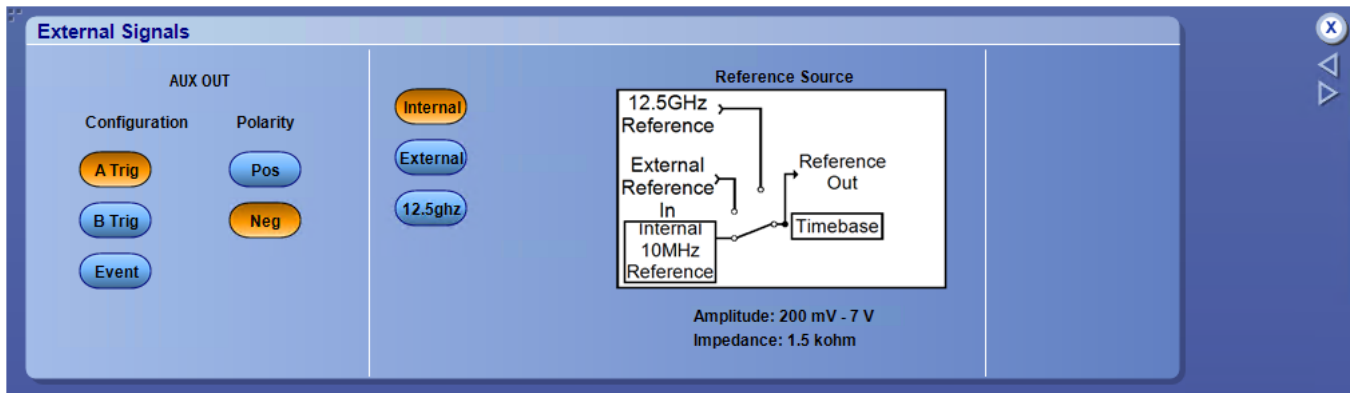 External Signals
X
AUX OUT
Configuration
Polarity
A Trig
Pos
B Trig
Neg
Event
Internal
External
12.5ghz
Reference Source
12.5GHz
Reference
External
Reference
In
Internal
10MHz
Reference
Reference
Out
Timebase
Amplitude: 200 mV - 7 V
Impedance: 1.5 kohm